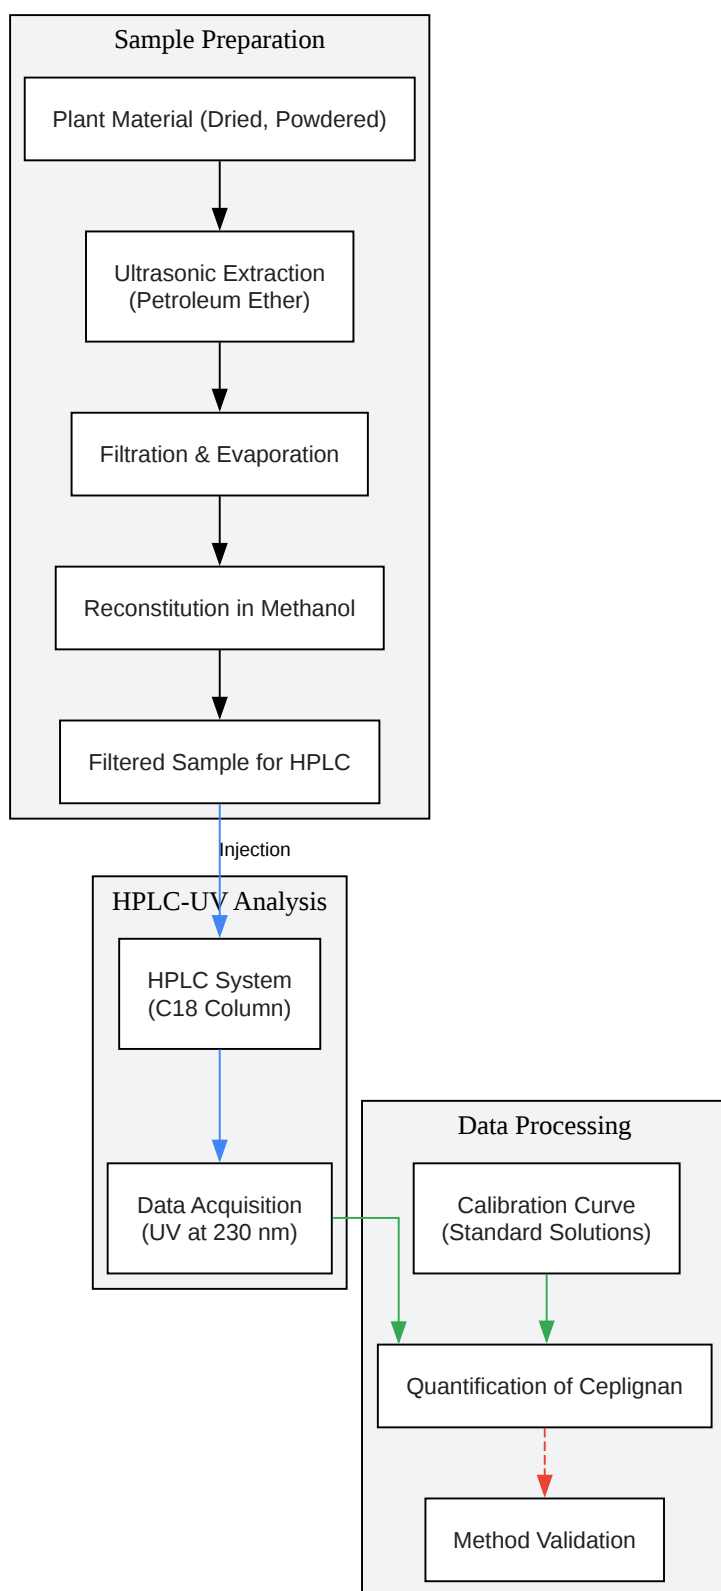 Sample Preparation
Plant Material (Dried, Powdered)
Ultrasonic Extraction
(Petroleum Ether)
Filtration & Evaporation
Reconstitution in Methanol
Filtered Sample for HPLC
Injection
HPLC-UV Analysis
HPLC System
(C18 Column)
Data Acquisition
(UV at 230 nm)
Data Processing
Calibration Curve
(Standard Solutions)
Quantification of Ceplignan
Method Validation